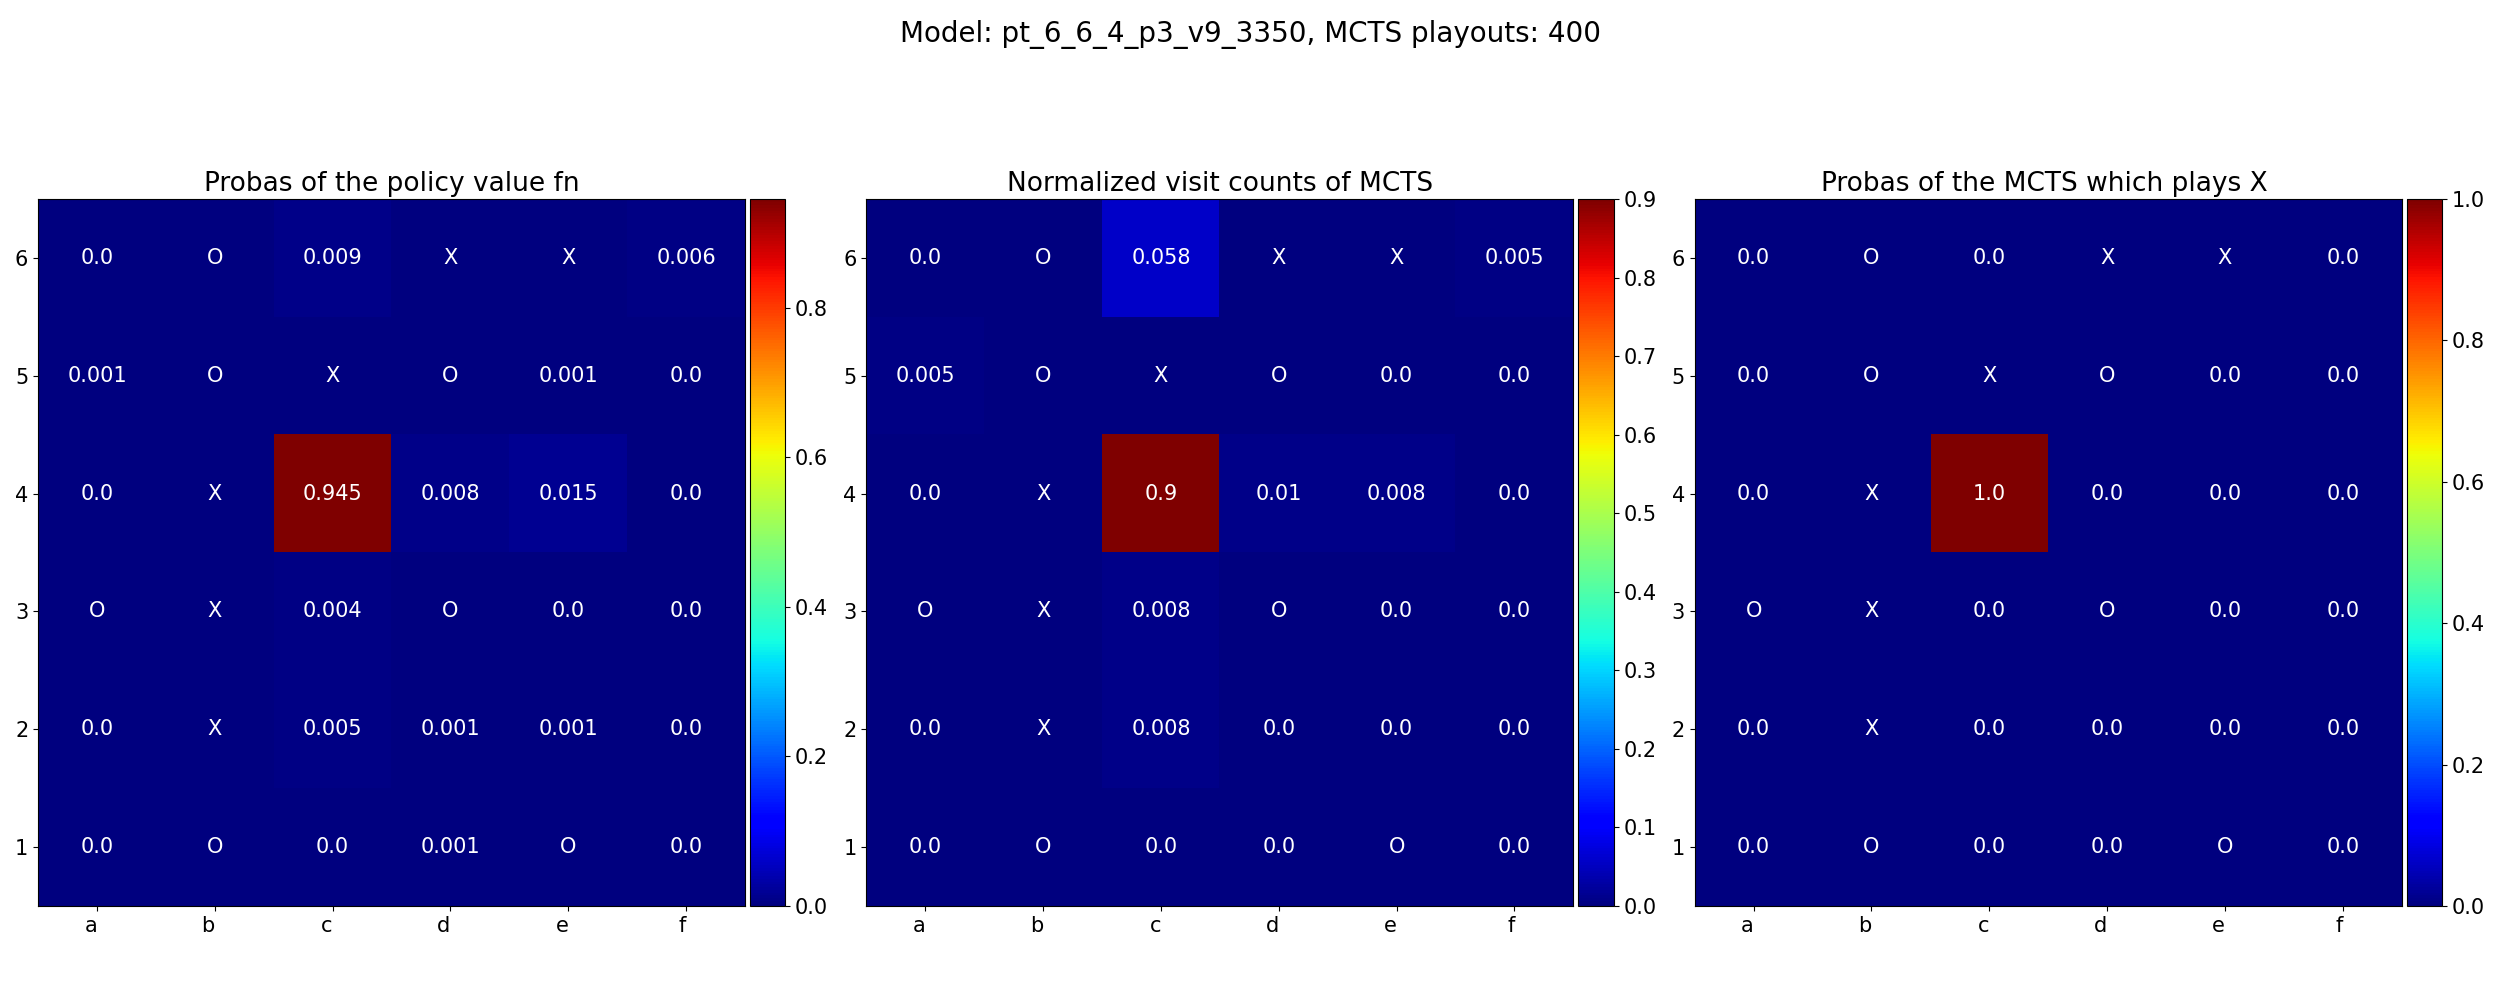 Model: pt_6_6_4_p3_v9_3350, MCTS playouts: 400
Probas of the policy value fn
6 0.0 O 0.009 X X 0.006
5 0.001 O X O 0.001 0.0
4 0.0 X 0.945 0.008 0.015 0.0
3 O X 0.004 O 0.0 0.0
2 0.0 X 0.005 0.001 0.001 0.0
1 0.0 O 0.0 0.001 O 0.0
a b c d e f
0.8
0.6
0.4
0.2
0.0
Normalized visit counts of MCTS
6 0.0 O 0.058 X X 0.005
5 0.005 O X O 0.0 0.0
4 0.0 X 0.9 0.01 0.008 0.0
3 O X 0.008 O 0.0 0.0
2 0.0 X 0.008 0.0 0.0 0.0
1 0.0 O 0.0 0.0 O 0.0
a b c d e f
0.9
0.8
0.7
0.6
0.5
0.4
0.3
0.2
0.1
0.0
Probas of the MCTS which plays X
6 0.0 O 0.0 X X 0.0
5 0.0 O X O 0.0 0.0
4 0.0 X 1.0 0.0 0.0 0.0
3 O X 0.0 O 0.0 0.0
2 0.0 X 0.0 0.0 0.0 0.0
1 0.0 O 0.0 0.0 O 0.0
a b c d e f
1.0
0.8
0.6
0.4
0.2
0.0